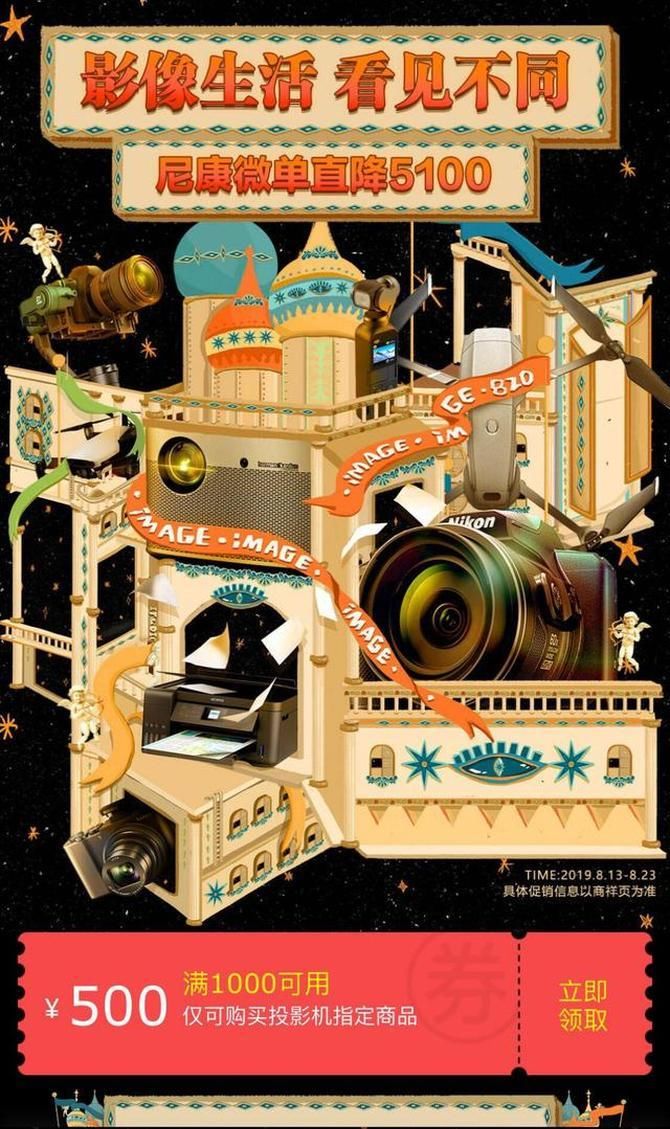 影像生活 看见不同
尼康微单直降5100
GE·820
IMAGE·iM
iMAGE·iMAGE·
iMAGE·
Nikon
TIME:2019.8.13-8.23
具体促销信息以商祥页为准
¥500
满1000可用
仅可购买投影机指定商品
券
立即
领取